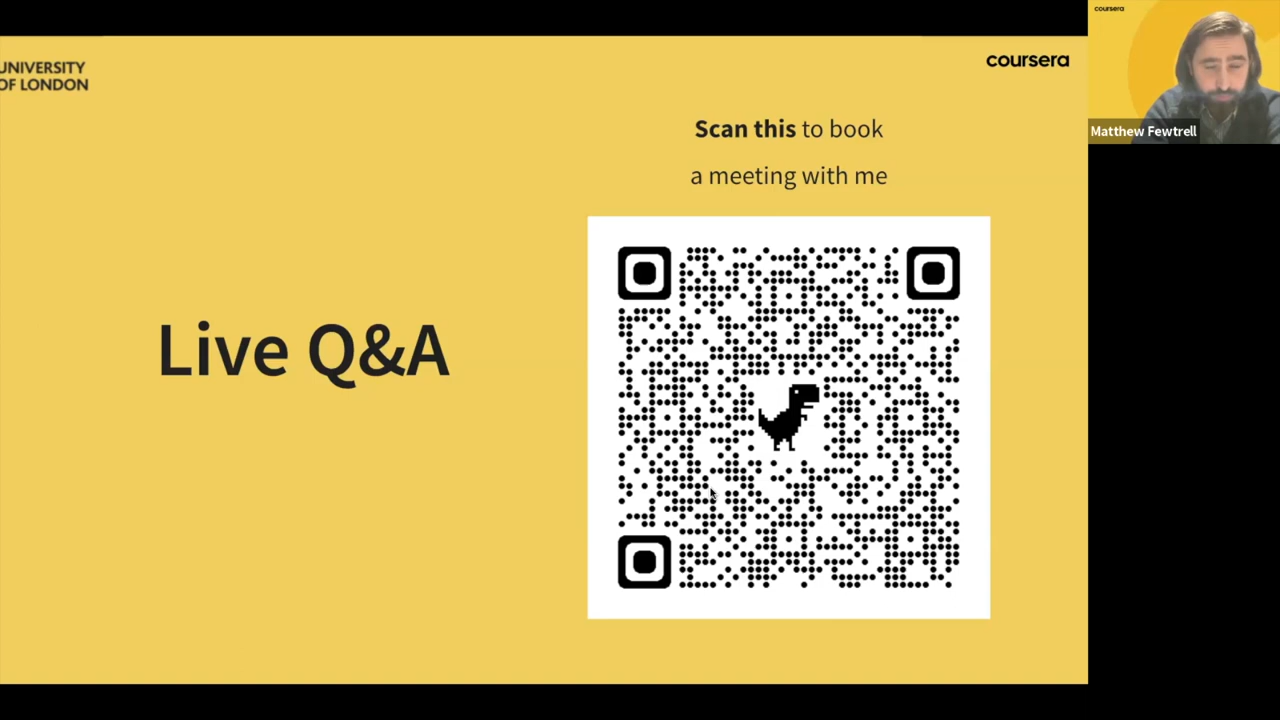 UNIVERSITY
OF LONDON
coursera
Scan this to book
a meeting with me
Live Q&A
coursera
Matthew Fewtrell